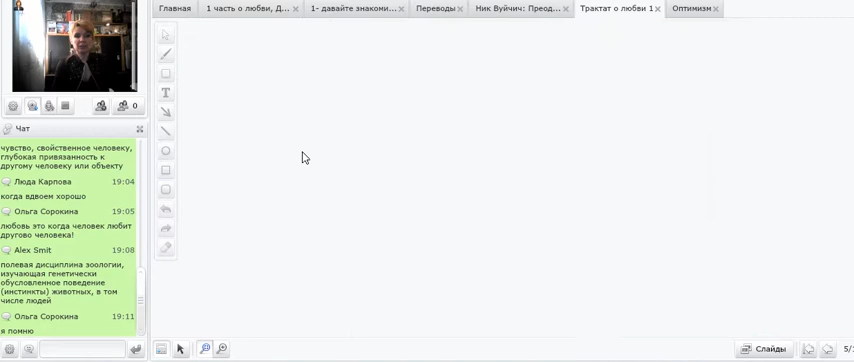 Главная
1 часть о любви, Д...
1- давайте знакоми...
Переводы
Ник Вуйчич: Преод...
Трактат о любви 1
Оптимизм
T
0
Чат
чувство, свойственное человеку,
глубокая привязанность к
другому человеку или объекту
Люда Карпова 19:04
когда вдвоем хорошо
Ольга Сорокина 19:05
любовь это когда человек любит
другово человека!
Alex Smit 19:08
полевая дисциплина зоологии,
изучающая генетически
обусловленное поведение
(инстинкты) животных, в том
числе людей
Ольга Сорокина 19:11
я помню
Слайды